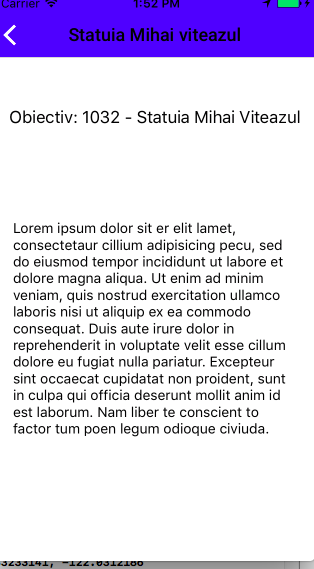 Carrier 1:52 PM
Statuia Mihai viteazul
Obiectiv: 1032 - Statuia Mihai Viteazul
Lorem ipsum dolor sit er elit lamet,
consectetaur cillium adipisicing pecu, sed
do eiusmod tempor incididunt ut labore et
dolore magna aliqua. Ut enim ad minim
veniam, quis nostrud exercitation ullamco
laboris nisi ut aliquip ex ea commodo
consequat. Duis aute irure dolor in
reprehenderit in voluptate velit esse cillum
dolore eu fugiat nulla pariatur. Excepteur
sint occaecat cupidatat non proident, sunt
in culpa qui officia deserunt mollit anim id
est laborum. Nam liber te conscient to
factor tum poen legum odioque civiuda.
3233141, -122.0312186